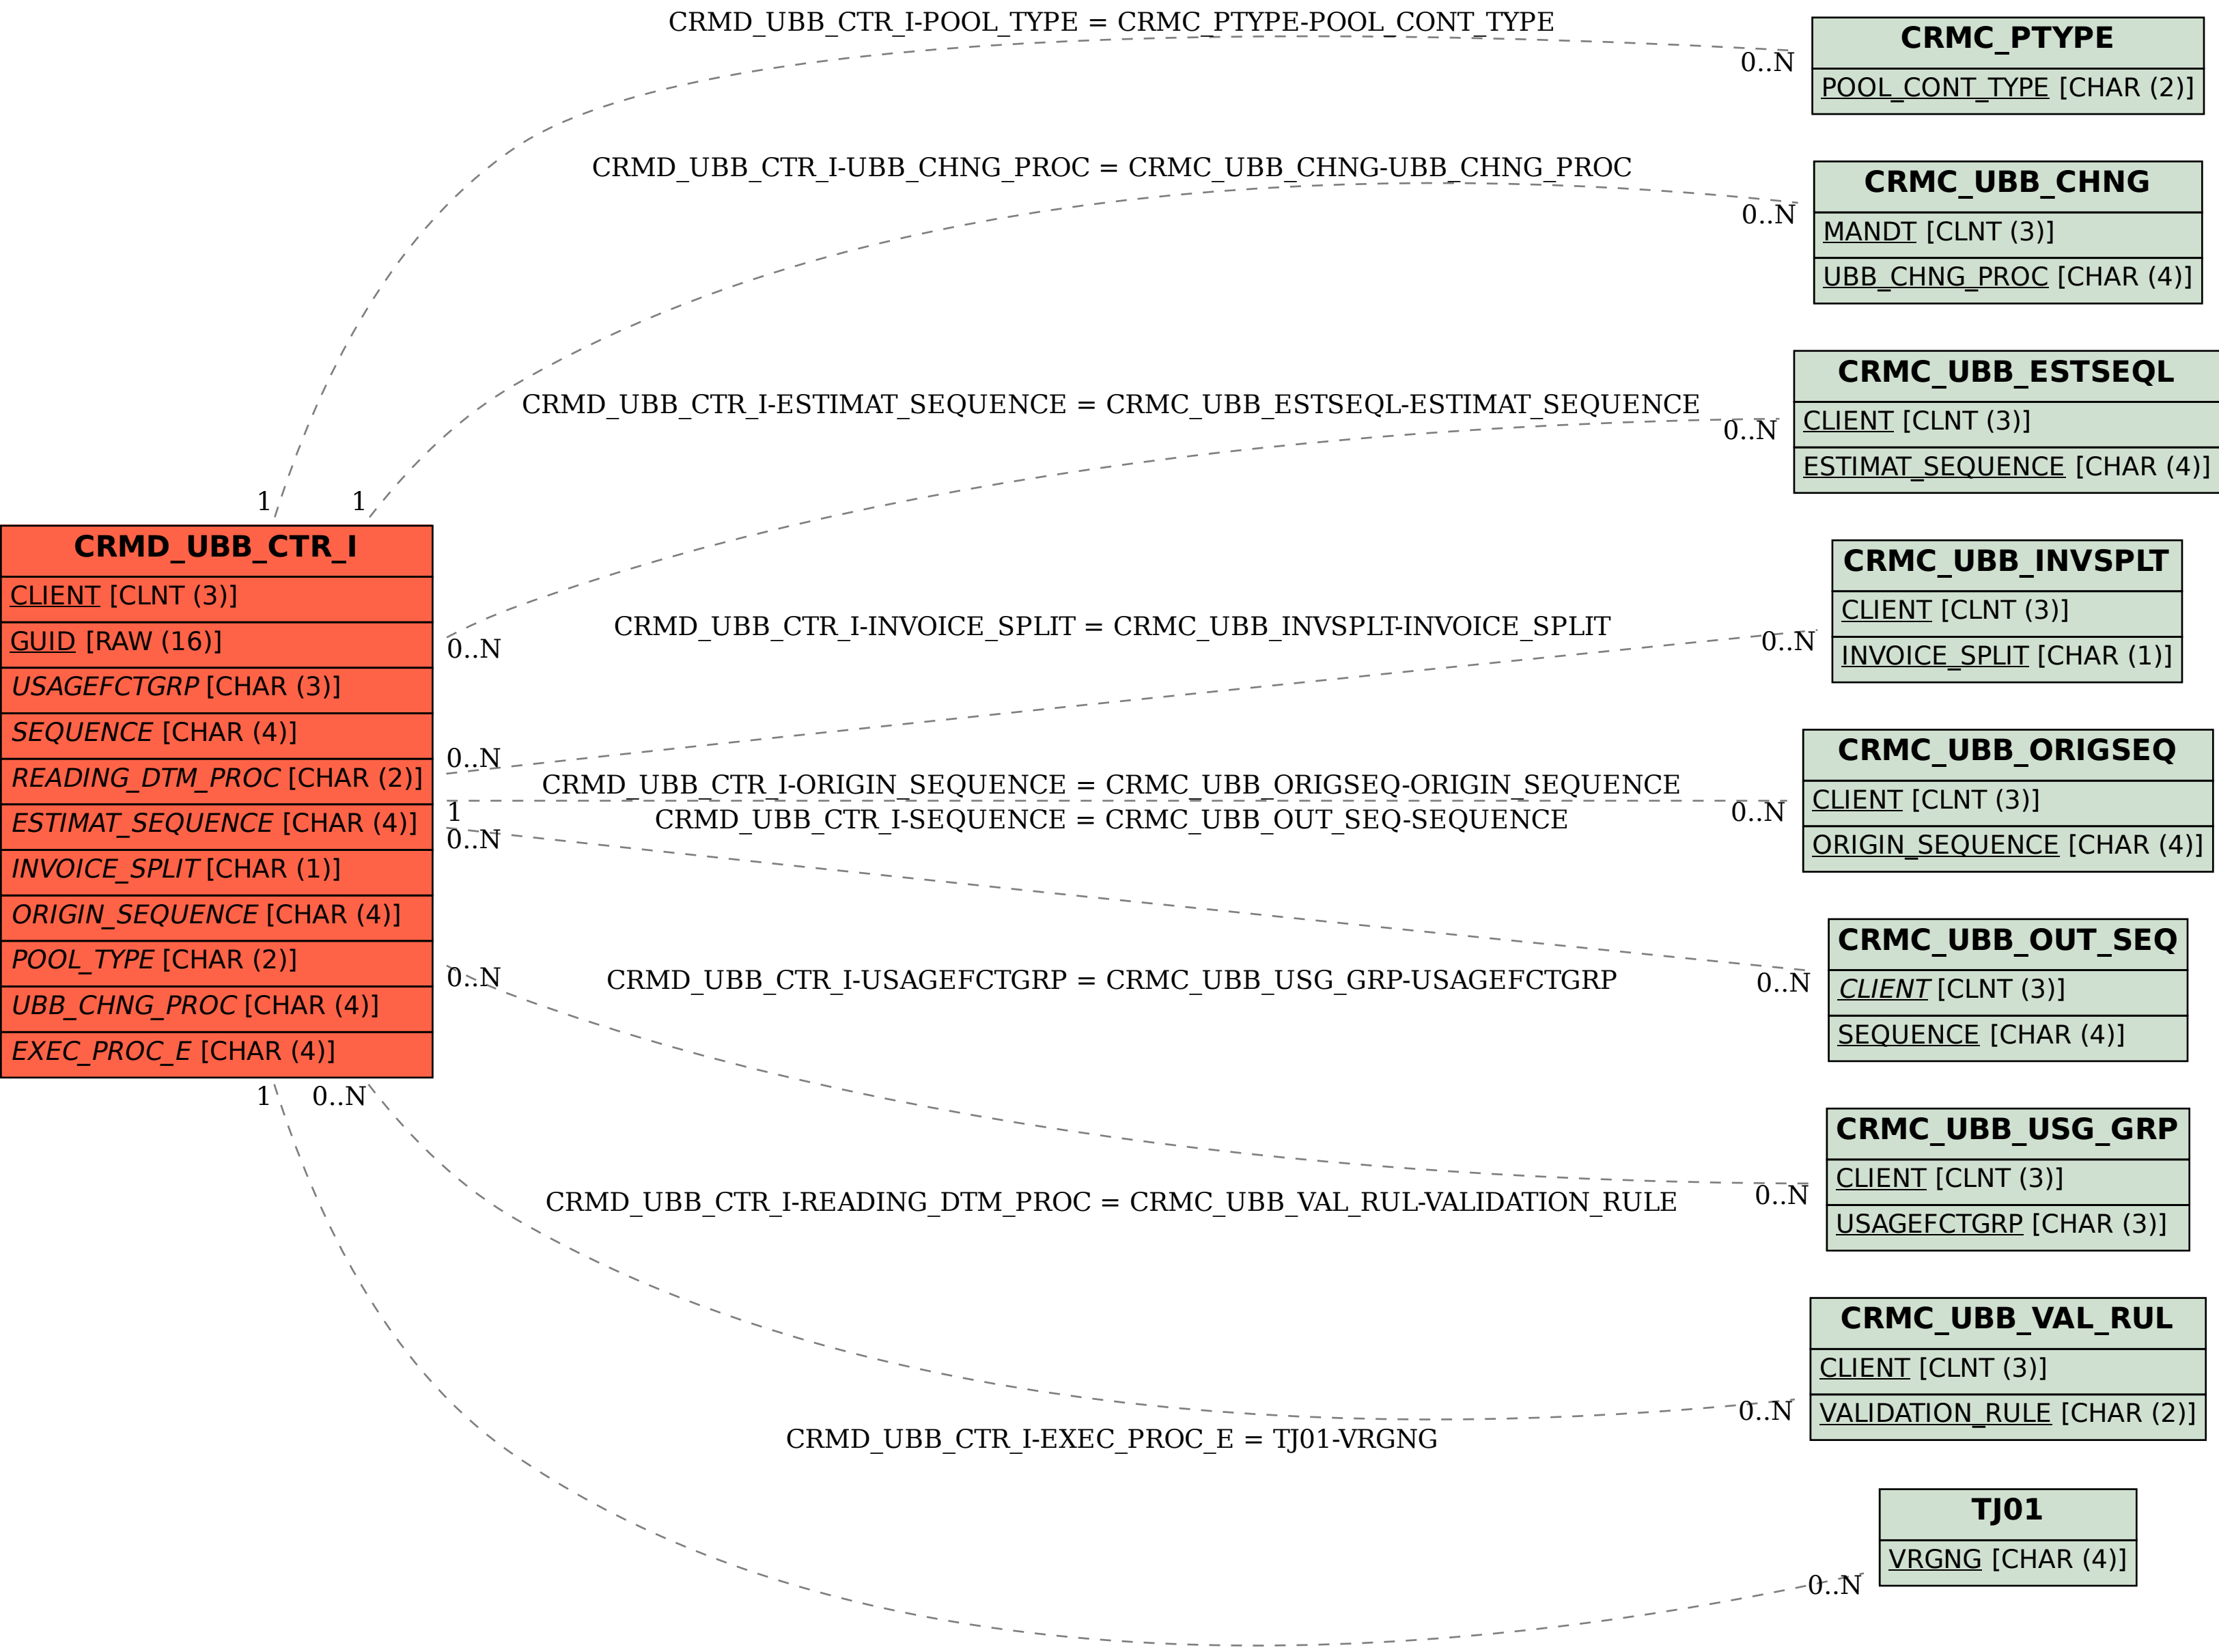 CRMD_UBB_CTR_I-POOL_TYPE = CRMC_PTYPE-POOL_CONT_TYPE
0..N
CRMC_PTYPE
POOL_CONT_TYPE [CHAR (2)]
CRMD_UBB_CTR_I-UBB_CHNG_PROC = CRMC_UBB_CHNG-UBB_CHNG_PROC
0..N
CRMC_UBB_CHNG
MANDT [CLNT (3)]
UBB_CHNG_PROC [CHAR (4)]
CRMD_UBB_CTR_I-ESTIMAT_SEQUENCE = CRMC_UBB_ESTSEQL-ESTIMAT_SEQUENCE
0..N
CRMC_UBB_ESTSEQL
CLIENT [CLNT (3)]
ESTIMAT_SEQUENCE [CHAR (4)]
1
1
CRMD_UBB_CTR_I
CLIENT [CLNT (3)]
GUID [RAW (16)]
USAGEFCTGRP [CHAR (3)]
SEQUENCE [CHAR (4)]
READING_DTM_PROC [CHAR (2)]
ESTIMAT_SEQUENCE [CHAR (4)]
INVOICE_SPLIT [CHAR (1)]
ORIGIN_SEQUENCE [CHAR (4)]
POOL_TYPE [CHAR (2)]
UBB_CHNG_PROC [CHAR (4)]
EXEC_PROC_E [CHAR (4)]
0..N
CRMD_UBB_CTR_I-INVOICE_SPLIT = CRMC_UBB_INVSPLT-INVOICE_SPLIT
0..N
CRMC_UBB_INVSPLT
CLIENT [CLNT (3)]
INVOICE_SPLIT [CHAR (1)]
0..N
CRMD_UBB_CTR_I-ORIGIN_SEQUENCE = CRMC_UBB_ORIGSEQ-ORIGIN_SEQUENCE
1
0..N
CRMC_UBB_ORIGSEQ
CLIENT [CLNT (3)]
ORIGIN_SEQUENCE [CHAR (4)]
CRMD_UBB_CTR_I-SEQUENCE = CRMC_UBB_OUT_SEQ-SEQUENCE
0..N
0..N
CRMC_UBB_OUT_SEQ
CLIENT [CLNT (3)]
SEQUENCE [CHAR (4)]
0..N
CRMD_UBB_CTR_I-USAGEFCTGRP = CRMC_UBB_USG_GRP-USAGEFCTGRP
0..N
CRMC_UBB_USG_GRP
CLIENT [CLNT (3)]
USAGEFCTGRP [CHAR (3)]
1
0..N
CRMD_UBB_CTR_I-READING_DTM_PROC = CRMC_UBB_VAL_RUL-VALIDATION_RULE
0..N
CRMC_UBB_VAL_RUL
CLIENT [CLNT (3)]
VALIDATION_RULE [CHAR (2)]
CRMD_UBB_CTR_I-EXEC_PROC_E = TJ01-VRGNG
0..N
TJ01
VRGNG [CHAR (4)]